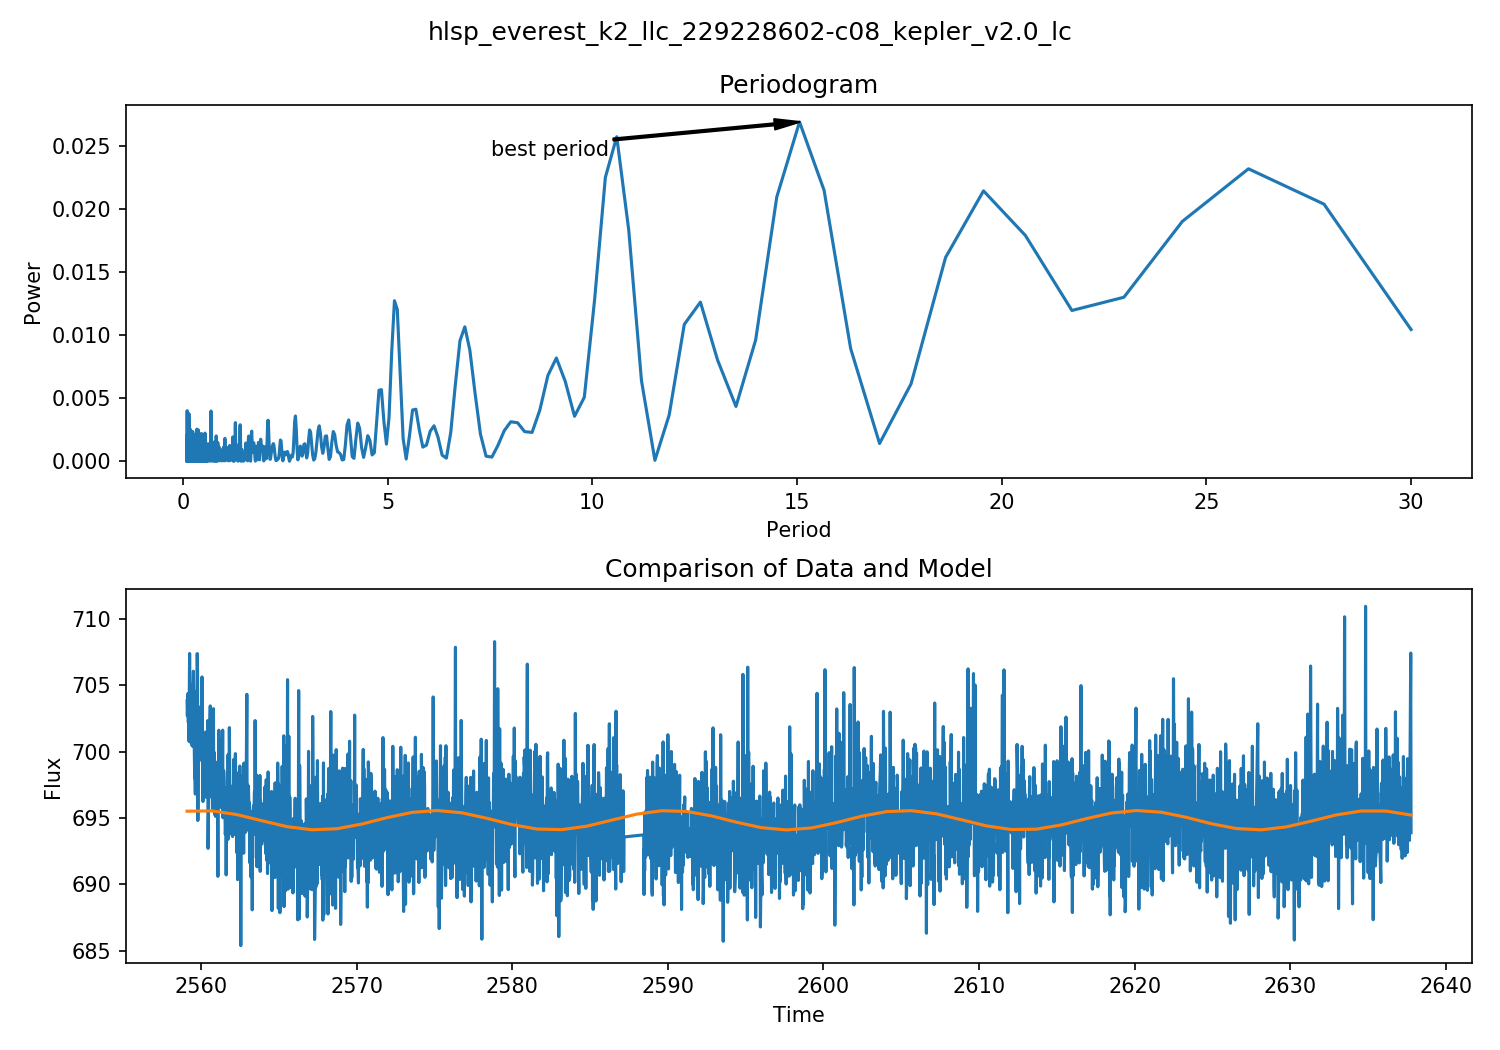 hlsp_everest_k2_llc_229228602-c08_kepler_v2.0_lc
Periodogram
0.025
0.020
0.015
0.010
0.005
0.000
Power
best period
0 5 10 15 20 25 30
Period
Comparison of Data and Model
710
705
700
695
690
685
Flux
2560 2570 2580 2590 2600 2610 2620 2630 2640
Time